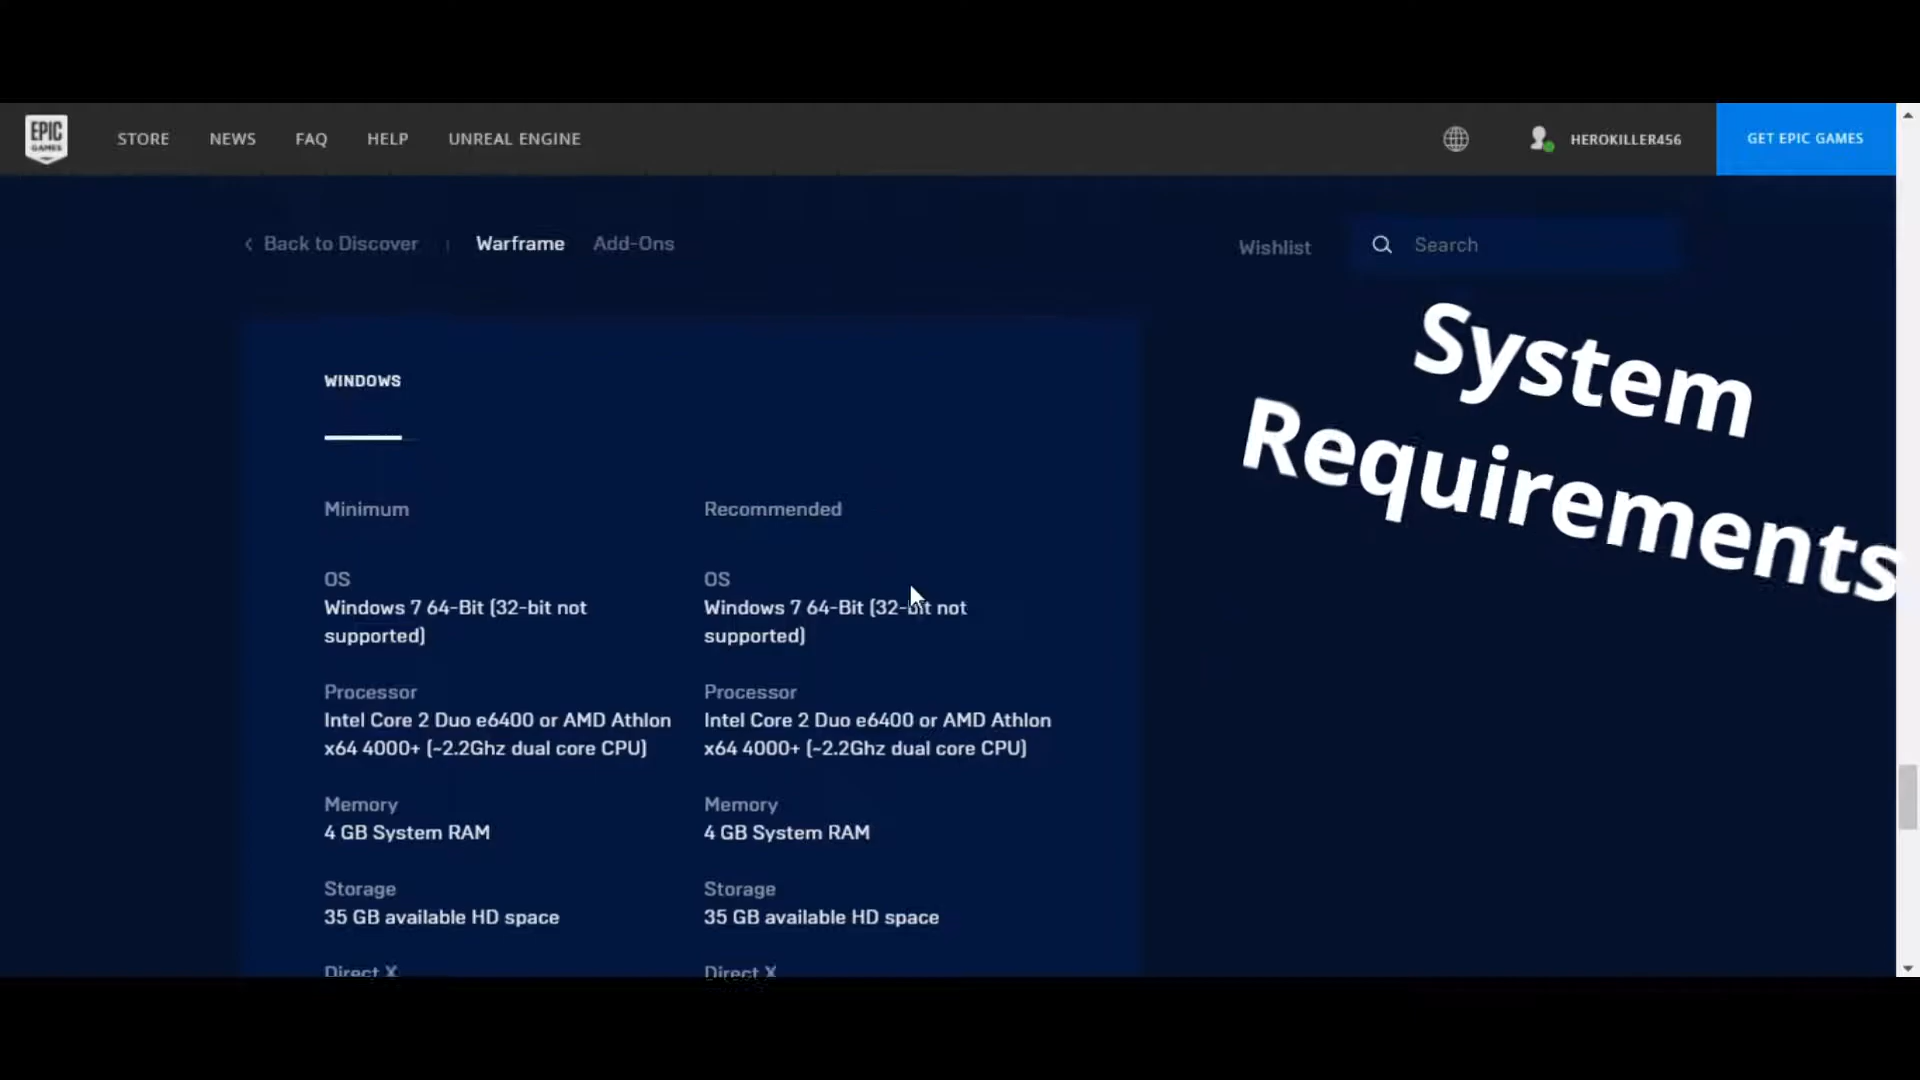 EPIC
GAMES
STORE NEWS FAQ HELP UNREAL ENGINE HEROKILLER456 GET EPIC GAMES
Back to Discover Warframe Add-Ons Wishlist Search
System
Requirements
WINDOWS
Minimum Recommended
OS OS
Windows 7 64-Bit (32-bit not Windows 7 64-Bit (32-bit not
supported) supported)
Processor Processor
Intel Core 2 Duo e6400 or AMD Athlon Intel Core 2 Duo e6400 or AMD Athlon
x64 4000+ (~2.2Ghz dual core CPU) x64 4000+ (~2.2Ghz dual core CPU)
Memory Memory
4 GB System RAM 4 GB System RAM
Storage Storage
35 GB available HD space 35 GB available HD space
Direct X Direct X